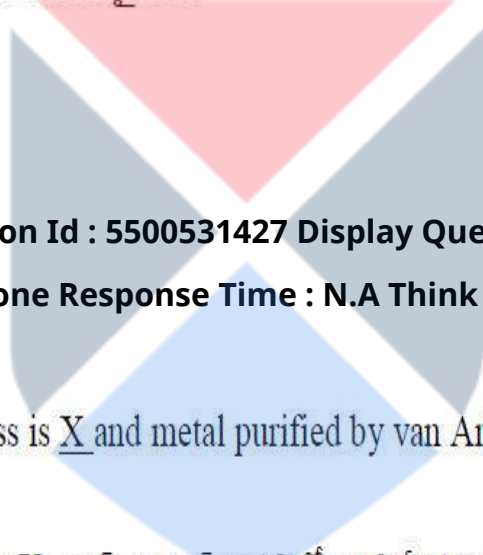 on Id : 5500531427 Display Que
one Response Time : N.A Think
ss is X and metal purified by van Ar